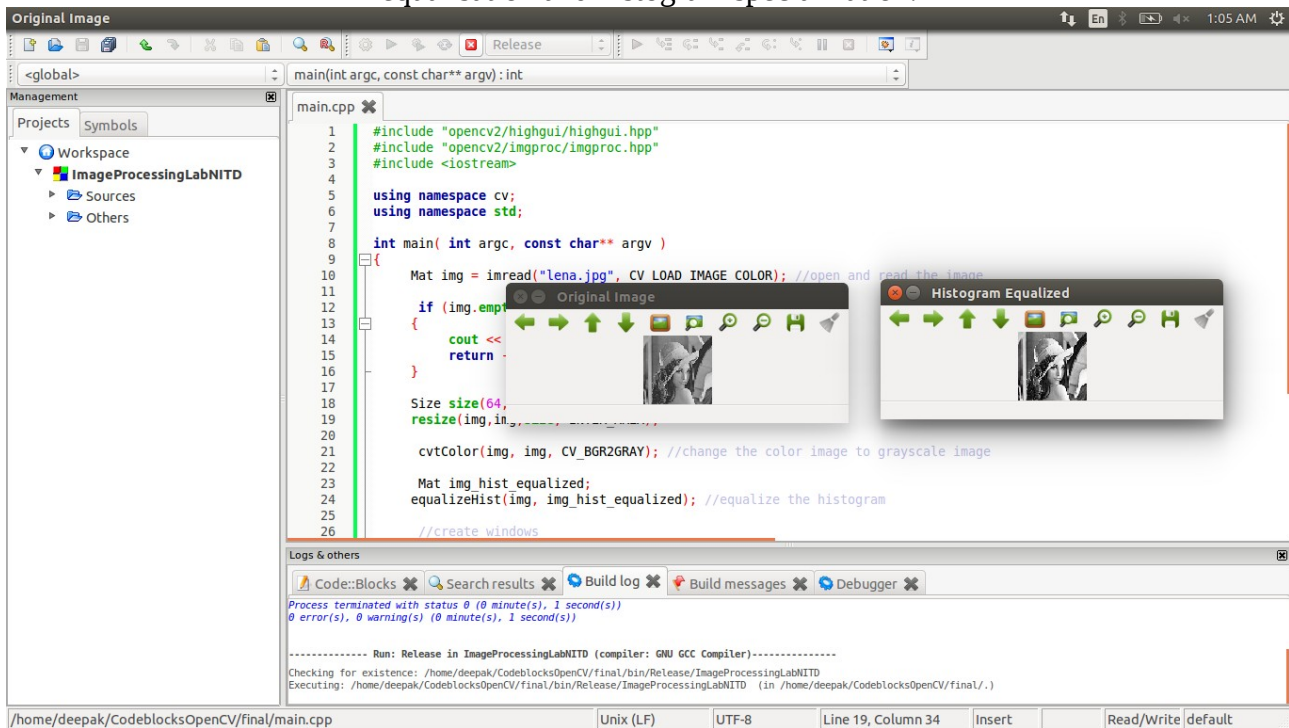 Original Image En 1:05 AM
Release
<global> main(int argc, const char** argv) : int
Management
Projects Symbols
Workspace
ImageProcessingLabNITD
Sources
Others
main.cpp
1 #include "opencv2/highgui/highgui.hpp"
2 #include "opencv2/imgproc/imgproc.hpp"
3 #include <iostream>
4
5 using namespace cv;
6 using namespace std;
7
8 int main( int argc, const char** argv )
9 {
10 Mat img = imread("lena.jpg", CV_LOAD_IMAGE_COLOR); //open and read the image
11
12 if (img.empt
13 {
14 cout <<
15 return -
16 }
17
18 Size size(64,
19 resize(img,img,
20
21 cvtColor(img, img, CV_BGR2GRAY); //change the color image to grayscale image
22
23 Mat img_hist_equalized;
24 equalizeHist(img, img_hist_equalized); //equalize the histogram
25
26 //create windows
Original Image
Histogram Equalized
Logs & others
Code::Blocks Search results Build log Build messages Debugger
Process terminated with status 0 (0 minute(s), 1 second(s))
0 error(s), 0 warning(s) (0 minute(s), 1 second(s))
-------------- Run: Release in ImageProcessingLabNITD (compiler: GNU GCC Compiler)---------------
Checking for existence: /home/deepak/CodeblocksOpenCV/final/bin/Release/ImageProcessingLabNITD
Executing: /home/deepak/CodeblocksOpenCV/final/bin/Release/ImageProcessingLabNITD (in /home/deepak/CodeblocksOpenCV/final/.)
/home/deepak/CodeblocksOpenCV/final/main.cpp Unix (LF) UTF-8 Line 19, Column 34 Insert Read/Write default